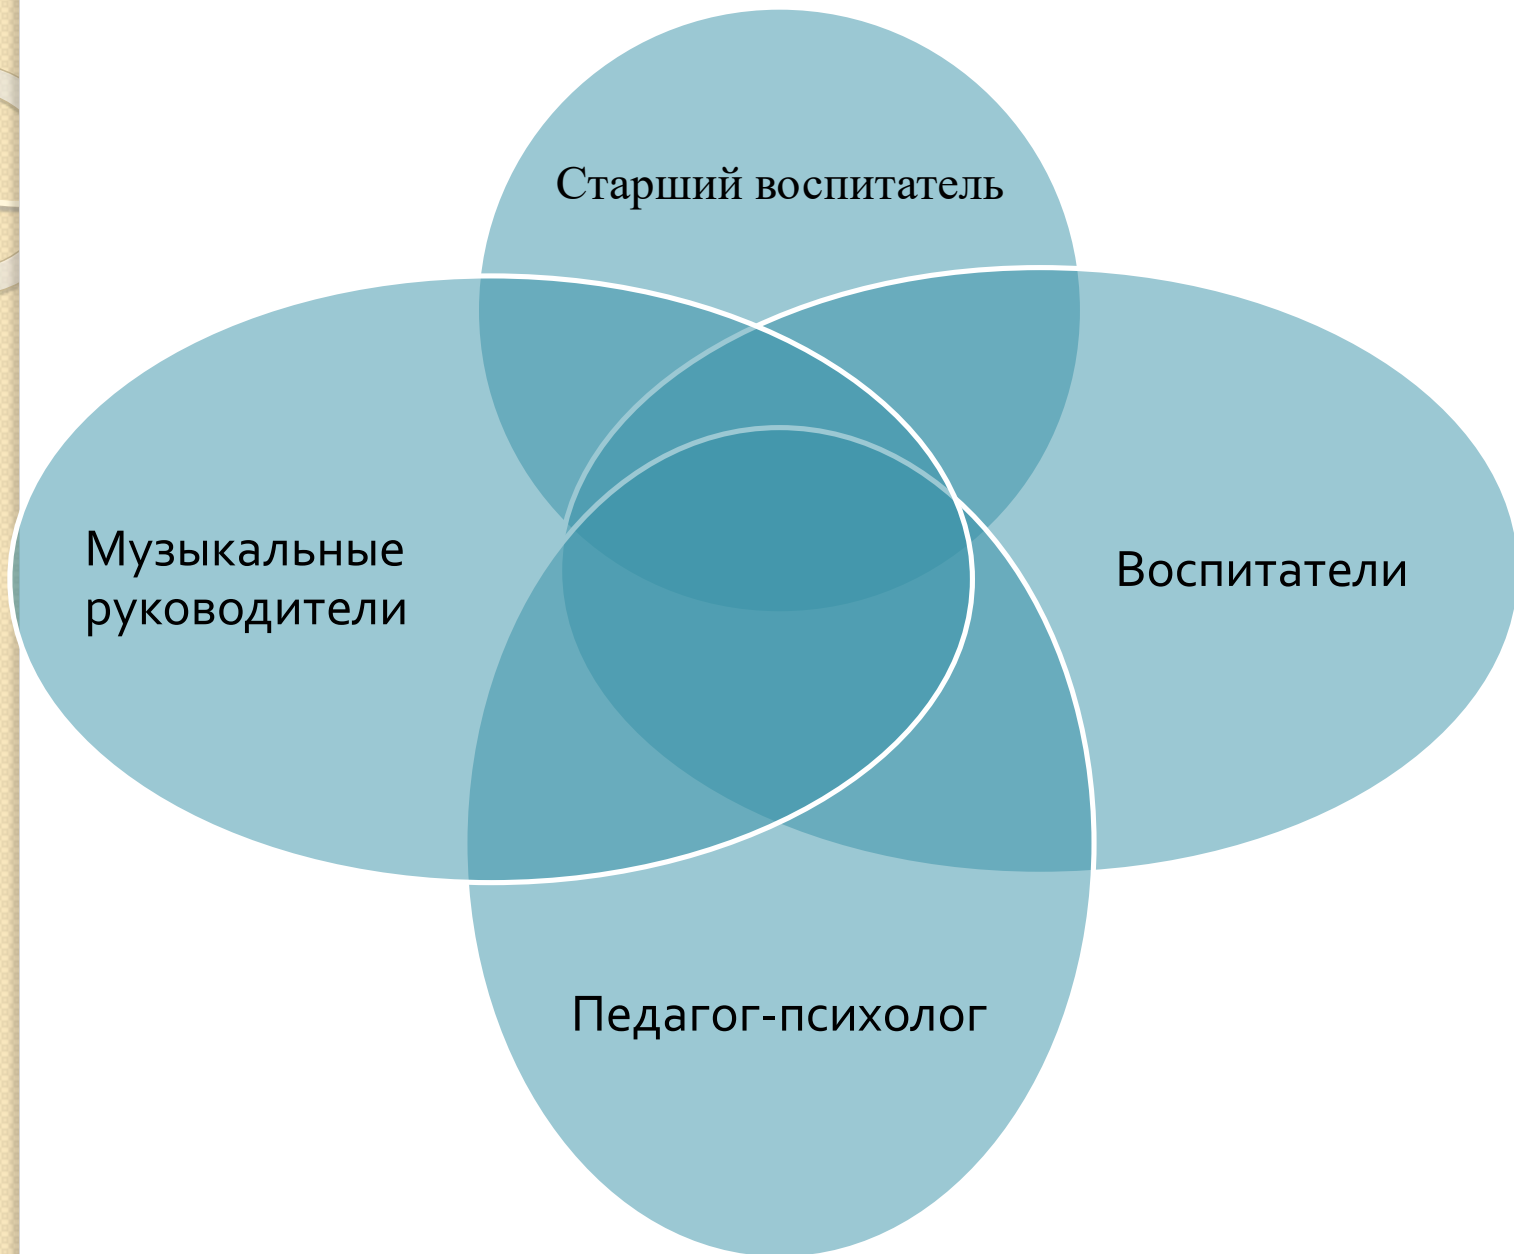 Старший воспитатель
Музыкальные
руководители
Воспитатели
Педагог-психолог